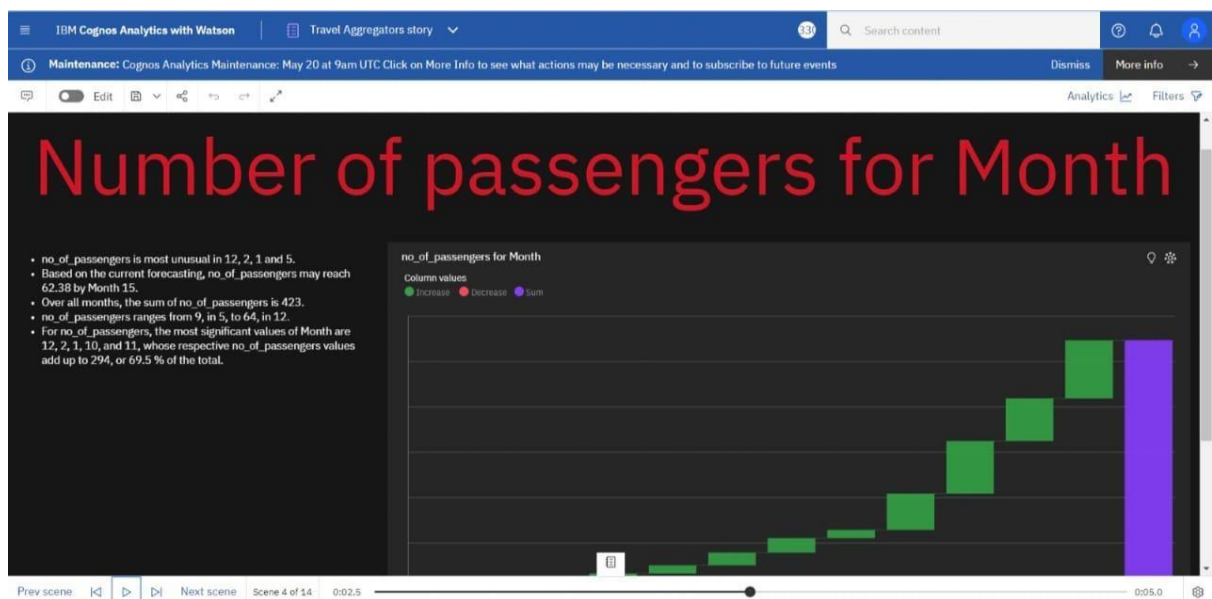 IBM Cognos Analytics with Watson
Travel Aggregators story
Search content
Maintenance: Cognos Analytics Maintenance: May 20 at 9am UTC Click on More Info to see what actions may be necessary and to subscribe to future events
Dismiss
More info
Edit
Analytics
Filters
Number of passengers for Month
• no_of_passengers is most unusual in 12, 2, 1 and 5.
• Based on the current forecasting, no_of_passengers may reach
62.38 by Month 15.
• Over all months, the sum of no_of_passengers is 423.
• no_of_passengers ranges from 9, in 5, to 64, in 12.
• For no_of_passengers, the most significant values of Month are
12, 2, 1, 10, and 11, whose respective no_of_passengers values
add up to 294, or 69.5 % of the total.
no_of_passengers for Month
Column values
Increase Decrease Sum
Prev scene
Next scene
Scene 4 of 14
0:02.5
0:05.0